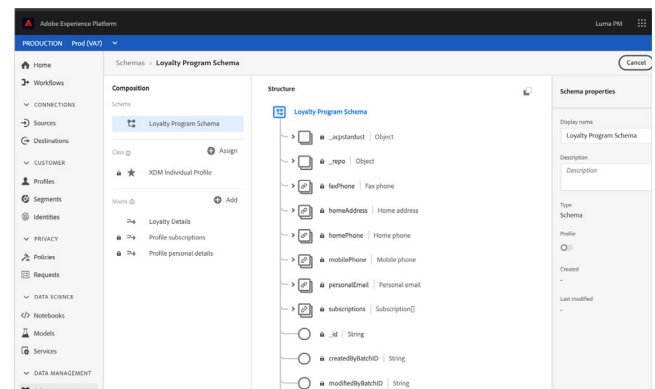 Adobe Experience Platform
Luma PM
PRODUCTION Prod (VA7)
Home
Workflows
CONNECTIONS
Sources
Destinations
CUSTOMER
Profiles
Segments
Identities
PRIVACY
Policies
Requests
DATA SCIENCE
Notebooks
Models
Services
DATA MANAGEMENT
Schemas > Loyalty Program Schema
Cancel
Composition
Schema
Loyalty Program Schema
Class
Assign
XDM Individual Profile
Mixins
Add
Loyalty Details
Profile subscriptions
Profile personal details
Structure
Loyalty Program Schema
_acpstardust | Object
_repo | Object
faxPhone | Fax phone
homeAddress | Home address
homePhone | Home phone
mobilePhone | Mobile phone
personalEmail | Personal email
subscriptions | Subscription[]
_id | String
createdByBatchID | String
modifiedByBatchID | String
Schema properties
Display name
Loyalty Program Schema
Description
Description
Type
Schema
Profile
Created
-
Last modified
-